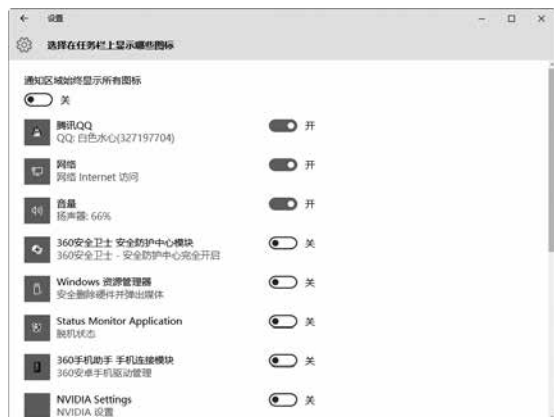 设置
选择在任务栏上显示哪些图标
通知区域始终显示所有图标
关
腾讯QQ
开
QQ: 白色水心(327197704)
网络
开
网络 Internet 访问
音量
开
扬声器: 66%
360安全卫士 安全防护中心模块
关
360安全卫士 - 安全防护中心完全开启
Windows 资源管理器
关
安全删除硬件并弹出媒体
Status Monitor Application
关
脱机状态
360手机助手 手机连接模块
关
360安卓手机驱动管理
NVIDIA Settings
关
NVIDIA 设置